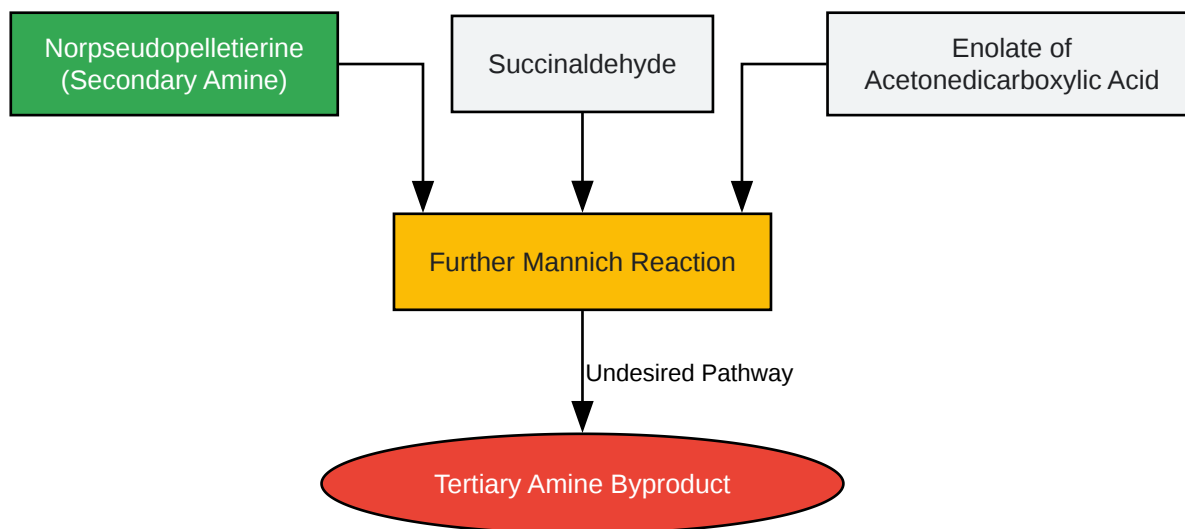 Norpseudopelletierine
(Secondary Amine)
Succinaldehyde
Enolate of
Acetonedicarboxylic Acid
Further Mannich Reaction
Undesired Pathway
Tertiary Amine Byproduct